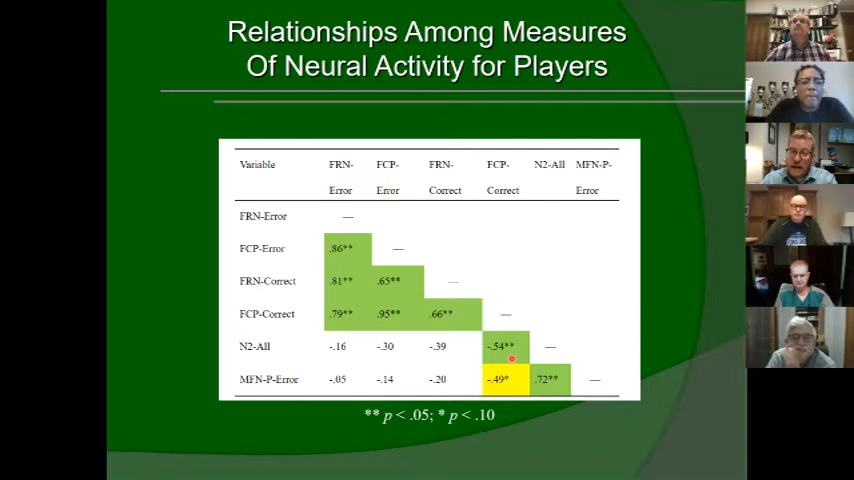 Relationships Among Measures
Of Neural Activity for Players
Variable FRN- FCP- FRN- FCP- N2-All MFN-P-
Error Error Correct Correct Error
FRN-Error —
FCP-Error .86** —
FRN-Correct .81** .65** —
FCP-Correct .79** .95** .66** —
N2-All -.16 -.30 -.39 -.54** —
MFN-P-Error -.05 -.14 -.20 -.49* .72** —
** p < .05; * p < .10